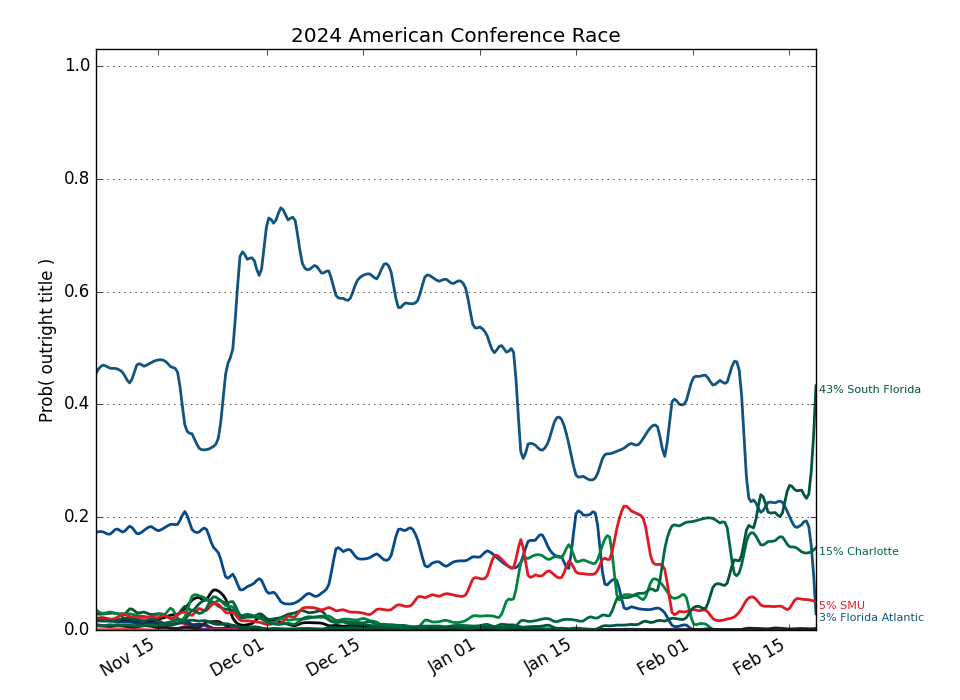 2024 American Conference Race
Prob( outright title )
1.0
0.8
0.6
0.4
0.2
0.0
43% South Florida
15% Charlotte
5% SMU
3% Florida Atlantic
Nov 15
Dec 01
Dec 15
Jan 01
Jan 15
Feb 01
Feb 15